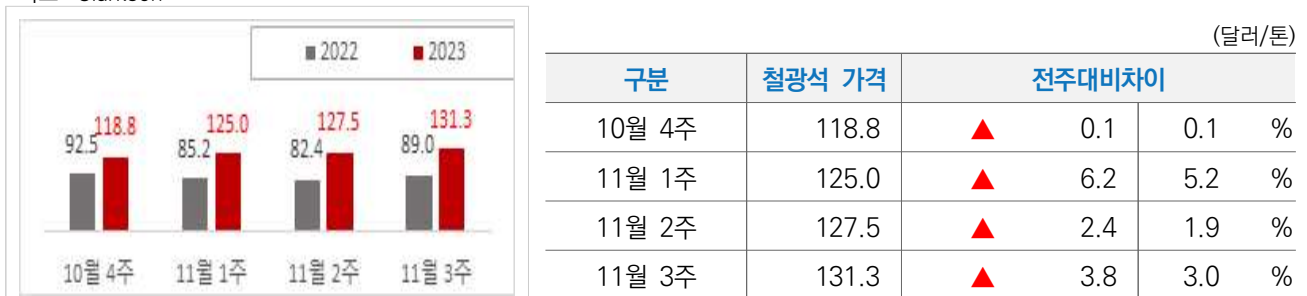 Clarkson
■ 2022 ■ 2023
92.5 118.8 85.2 125.0 82.4 127.5 89.0 131.3
10월 4주 11월 1주 11월 2주 11월 3주
(달러/톤)
구분 철광석 가격 전주대비차이
10월 4주 118.8 ▲ 0.1 0.1 %
11월 1주 125.0 ▲ 6.2 5.2 %
11월 2주 127.5 ▲ 2.4 1.9 %
11월 3주 131.3 ▲ 3.8 3.0 %